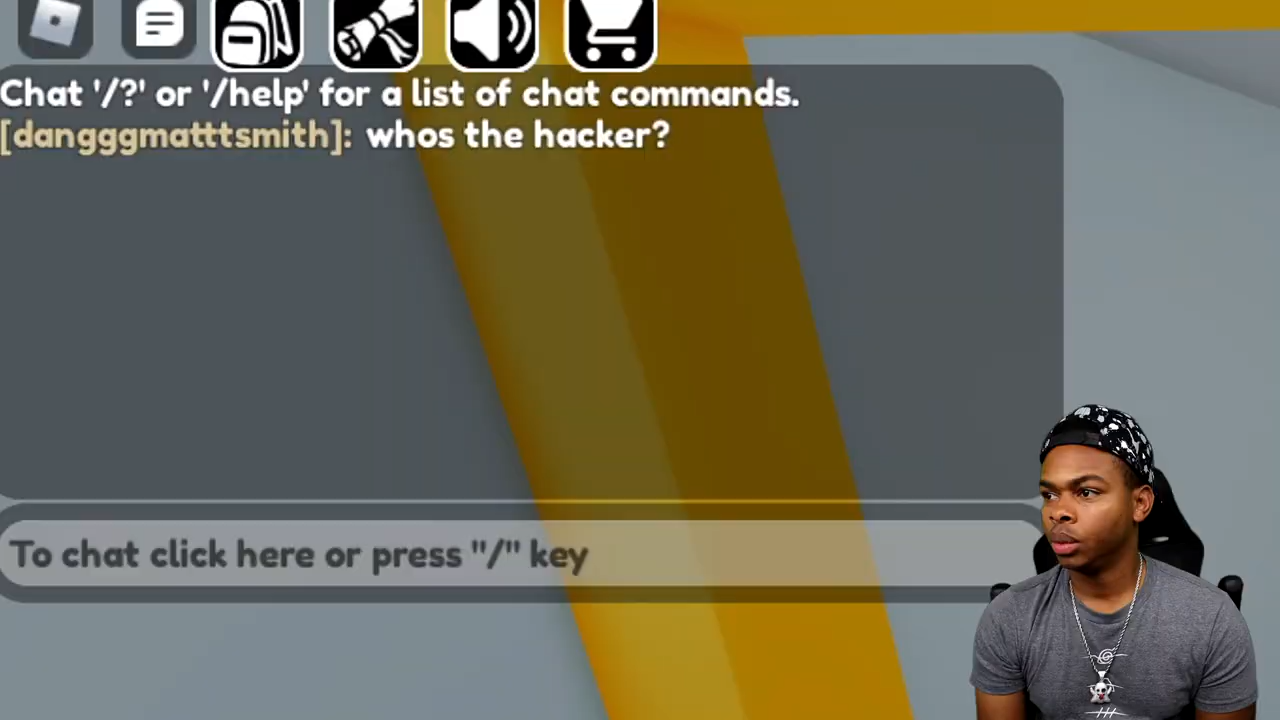 Chat '/?' or '/help' for a list of chat commands.
[dangggmatttsmith]: whos the hacker?
To chat click here or press "/" key